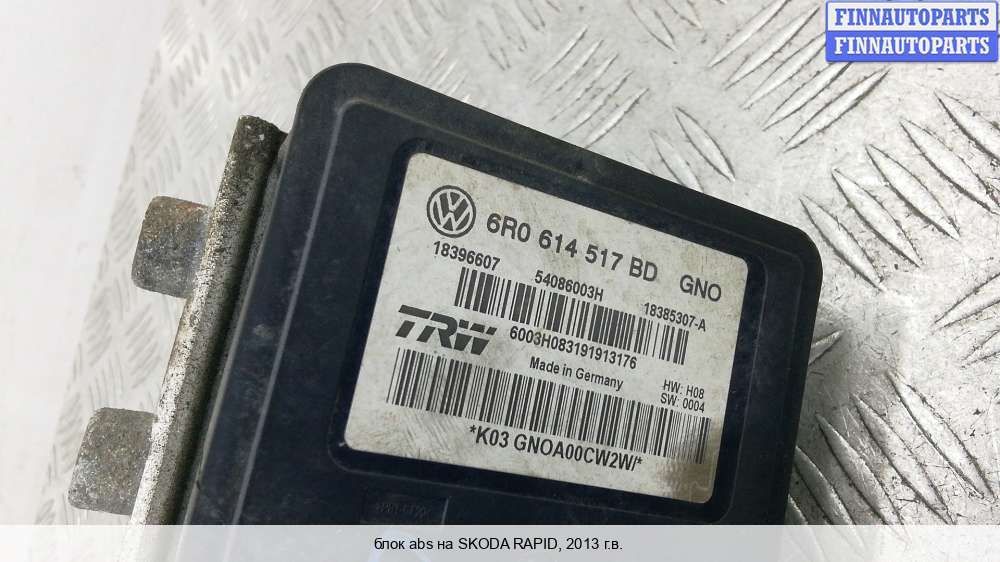 FINNAUTOPARTS
FINNAUTOPARTS
6R0 614 517 BD GNO
18396607 54086003H 18385307-A
TRW 6003H083191913176
Made in Germany
HW: H08
SW: 0004
*K03 GNOA00CW2W/*
блок abs на SKODA RAPID, 2013 г.в.